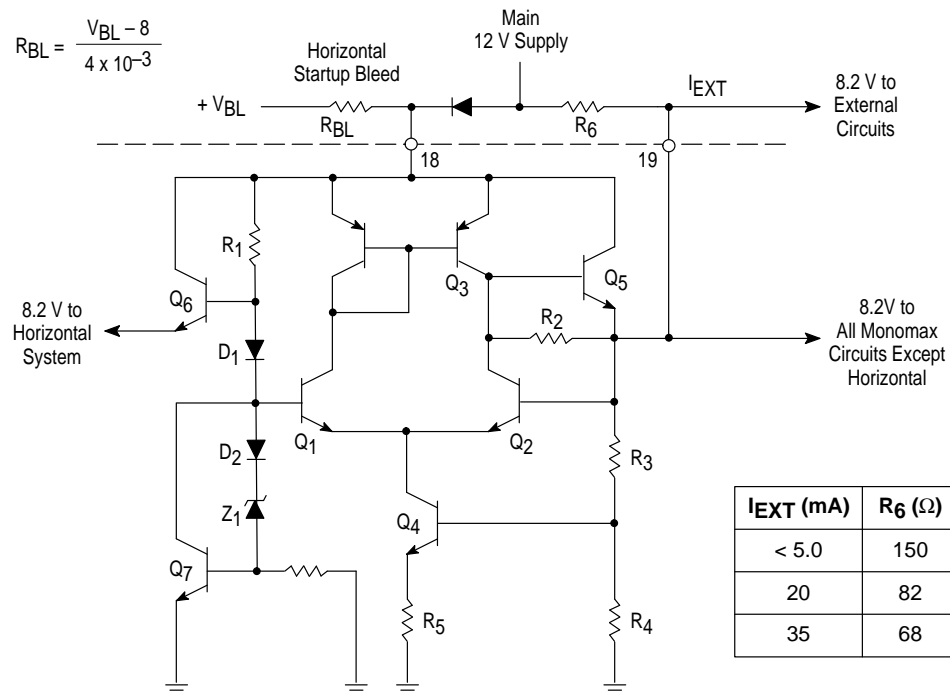 R_BL = (V_BL – 8) / (4 x 10^–3)
Horizontal
Startup Bleed
Main
12 V Supply
+ V_BL
R_BL
R_6
I_EXT
8.2 V to
External
Circuits
18
19
R_1
Q_6
Q_3
Q_5
8.2 V to
Horizontal
System
D_1
R_2
8.2V to
All Monomax
Circuits Except
Horizontal
Q_1
Q_2
D_2
R_3
Z_1
Q_4
Q_7
R_5
R_4
I_EXT (mA) R_6 (Ω)
< 5.0 150
20 82
35 68